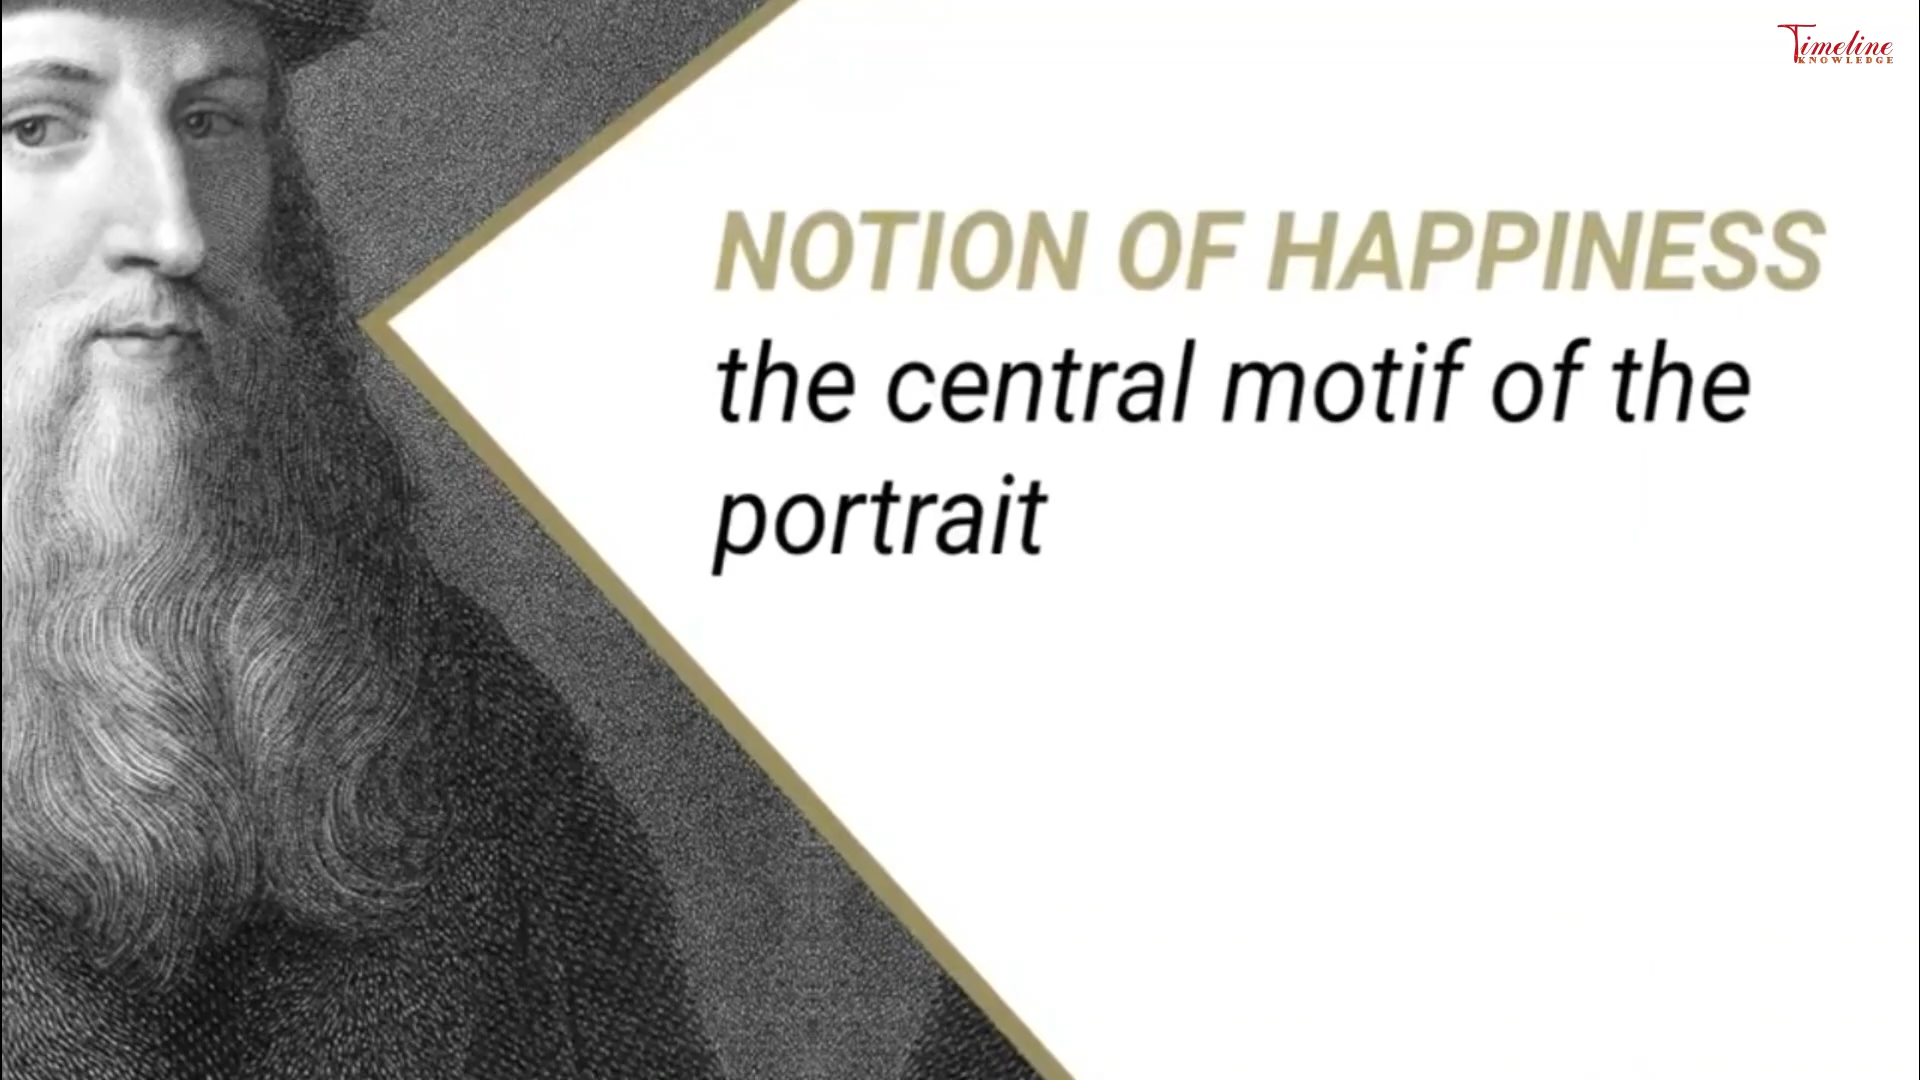 Timeline
KNOWLEDGE
NOTION OF HAPPINESS
the central motif of the
portrait